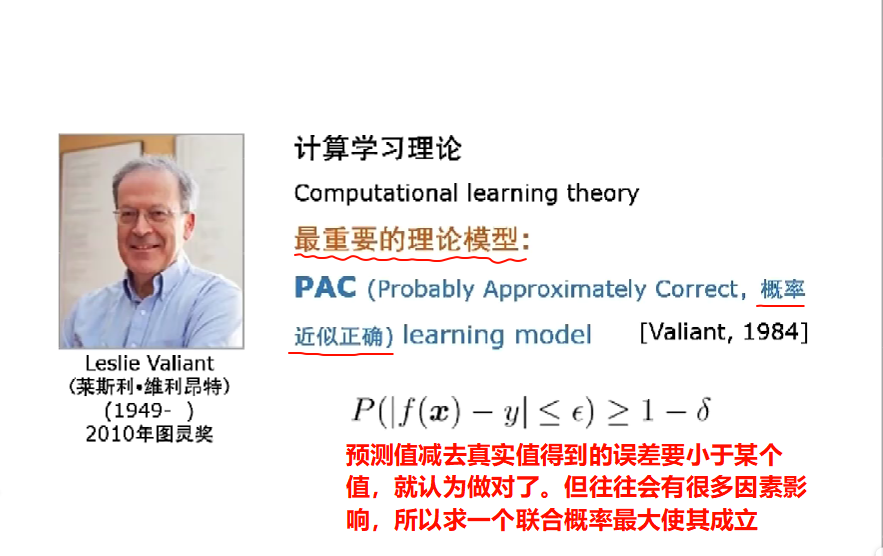 计算学习理论
Computational learning theory
最重要的理论模型：
PAC (Probably Approximately Correct, 概率
近似正确) learning model [Valiant, 1984]
Leslie Valiant
(莱斯利•维利昂特)
(1949- )
2010年图灵奖
P(|f(x) − y| ≤ ϵ) ≥ 1 − δ
预测值减去真实值得到的误差要小于某个
值，就认为做对了。但往往会有很多因素影
响，所以求一个联合概率最大使其成立